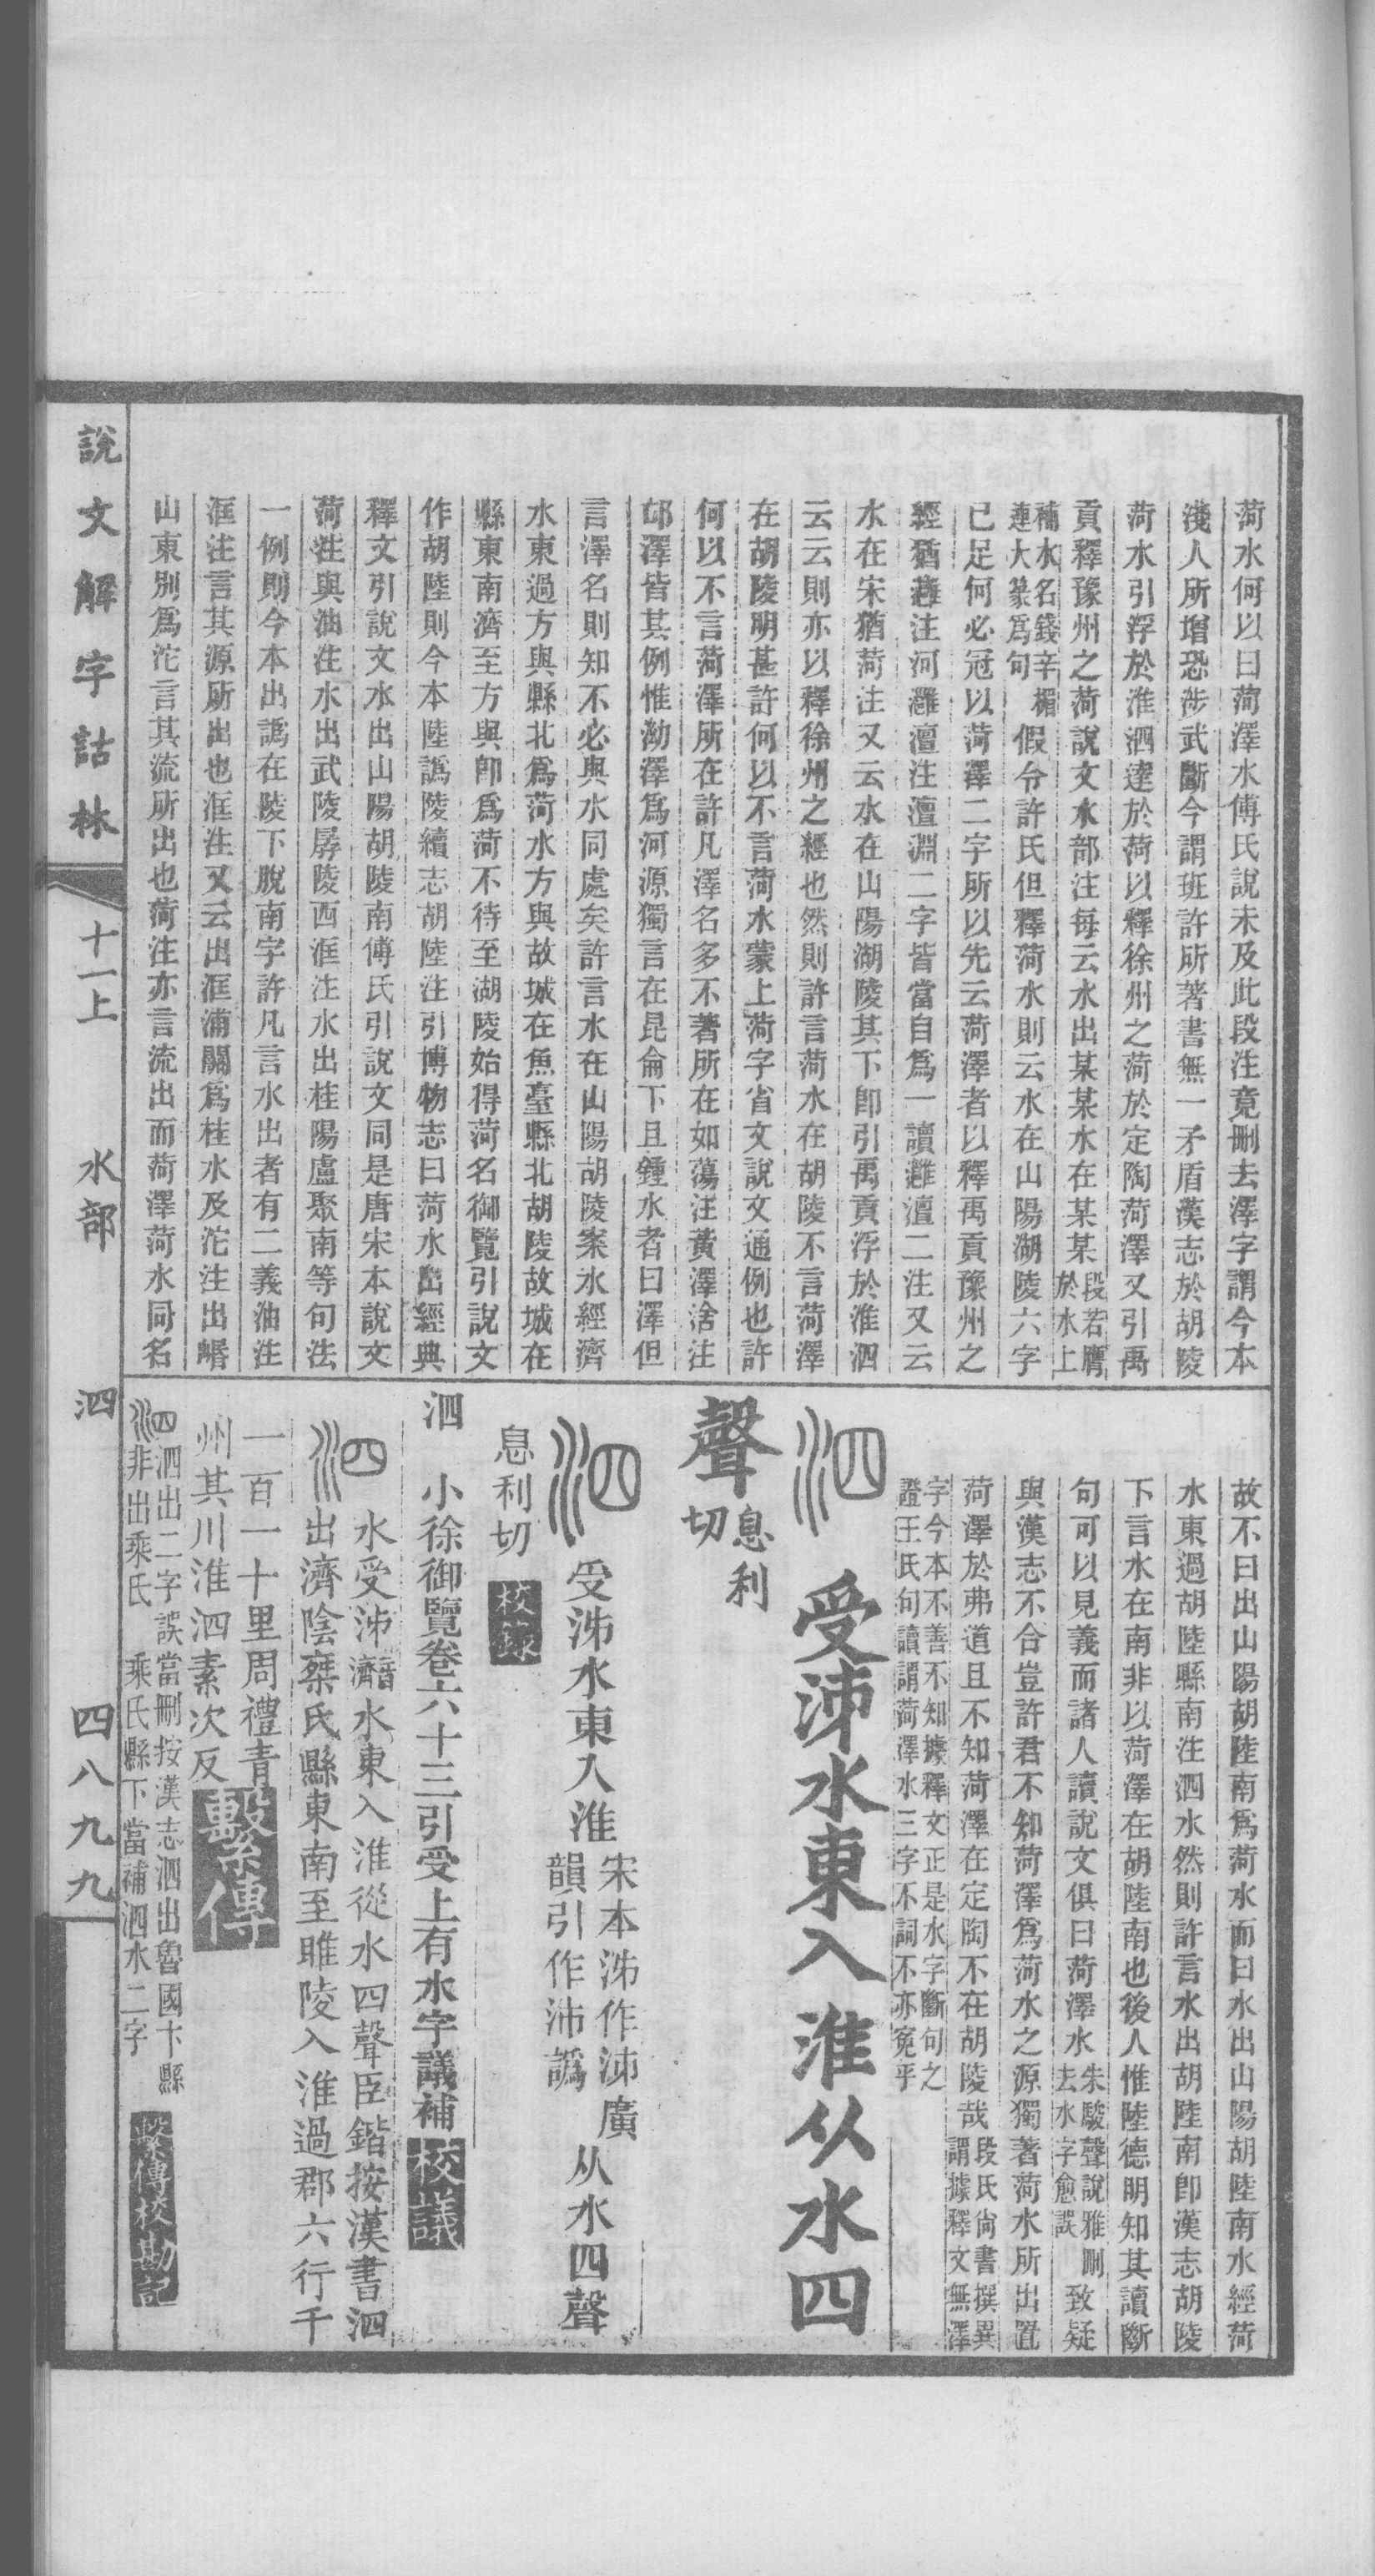 菏水何以曰菏澤水傅氏說未及此段注竟刪去澤字謂今本
淺人所增恐涉武斷今謂班許所著書無一矛盾漢志於胡陵
菏水引浮於淮泗達於菏以釋徐州之菏於定陶菏澤又引禹
貢釋豫州之菏說文水部注每云水出某某水在某某段若膺於水上
補水名錢辛楣連大篆爲句假令許氏但釋菏水則云水在山陽湖陵六字
已足何必冠以菏澤二字所以先云菏澤者以釋禹貢豫州之
經猶灉注河灉澶注澶淵二字皆當自爲一讀灉澶二注又云
水在宋猶菏注又云水在山陽湖陵其下卽引禹貢浮於淮泗
云云則亦以釋徐州之經也然則許言菏水在胡陵不言菏澤
在胡陵明甚許何以不言菏水蒙上菏字省文說文通例也許
何以不言菏澤所在許凡澤名多不著所在如蕩注黃澤淦注
邙澤皆其例惟泑澤爲河源獨言在昆侖下且鍾水者曰澤但
言澤名則知不必與水同處矣許言水在山陽胡陵案水經濟
水東過方與縣北爲菏水方與故城在魚臺縣北胡陵故城在
縣東南濟至方與卽爲菏不待至湖陵始得菏名御覽引說文
作胡陸則今本陸譌陵續志胡陸注引博物志曰菏水出經典
釋文引說文水出山陽胡陵南傅氏引說文同是唐宋本說文
菏注與油注水出武陵孱陵西洭注水出桂陽盧聚南等句法
一例則今本出譌在陵下脫南字許凡言水出者有二義油注
洭注言其源所出也洭注又云出洭浦關爲桂水及沱注出㟭
山東別爲沱言其流所出也菏注亦言流出而菏澤菏水同名
故不曰出山陽胡陸南爲菏水而曰水出山陽胡陸南水經菏
水東過胡陸縣南注泗水然則許言水出胡陸南卽漢志胡陵
下言水在南非以菏澤在胡陸南也後人惟陸德明知其讀斷
句可以見義而諸人讀說文俱曰菏澤水朱駿聲說雅刪去水字愈誤致疑
與漢志不合豈許君不知菏澤爲菏水之源獨著菏水所出置
菏澤於弗道且不知菏澤在定陶不在胡陵哉段氏尙書撰異謂據釋文無澤
字今本不善不知據釋文正是水字斷句之證王氏句讀謂菏澤水三字不詞不亦冤乎
泗 受泲水東入淮从水四
聲息利切
泗 受泲水東入淮宋本泲作沛廣韻引作沛譌从水四聲
息利切 校錄
泗 小徐御覽卷六十三引受上有水字議補 校議
泗 水受泲濟水東入淮從水四聲臣鍇按漢書泗
出濟陰桑氏縣東南至睢陵入淮過郡六行千
一百一十里周禮青
州其川淮泗素次反 繫傳
泗泗出二字誤當刪按漢志泗出魯國卞縣
非出乘氏 乘氏縣下當補泗水二字 繫傳校勘記
說文解字詁林 十一上 水部 泗 四八九九